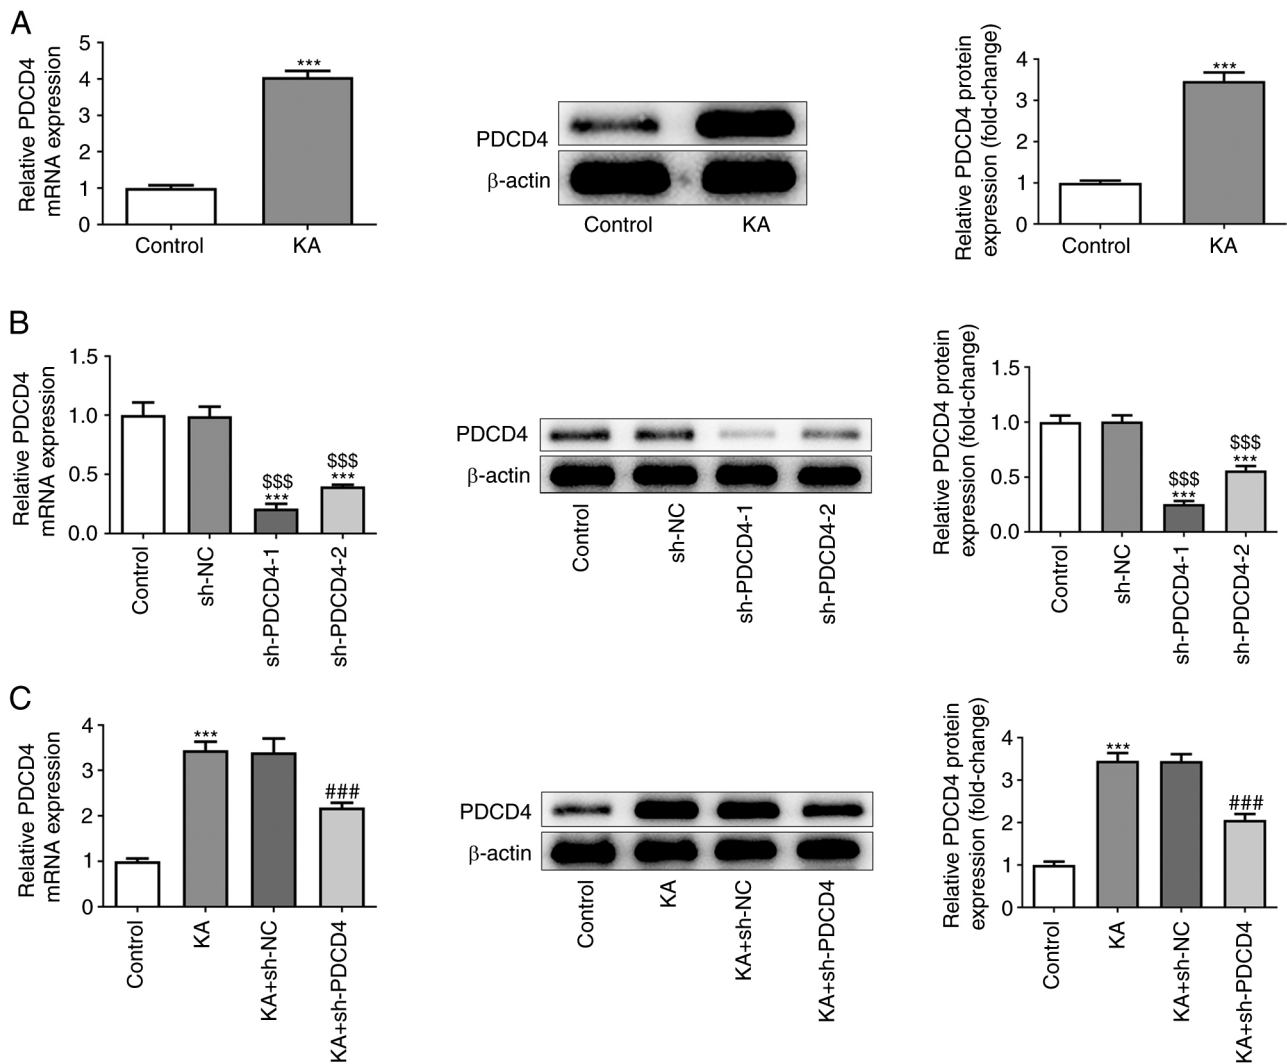 A
Relative PDCD4
mRNA expression
5
4
3
2
1
0
***
Control
KA
PDCD4
β-actin
Control
KA
Relative PDCD4 protein
expression (fold-change)
4
3
2
1
0
***
Control
KA
B
Relative PDCD4
mRNA expression
1.5
1.0
0.5
0.0
$$$
***
$$$
***
Control
sh-NC
sh-PDCD4-1
sh-PDCD4-2
PDCD4
β-actin
Control
sh-NC
sh-PDCD4-1
sh-PDCD4-2
Relative PDCD4 protein
expression (fold-change)
1.5
1.0
0.5
0.0
$$$
***
$$$
***
Control
sh-NC
sh-PDCD4-1
sh-PDCD4-2
C
Relative PDCD4
mRNA expression
4
3
2
1
0
***
###
Control
KA
KA+sh-NC
KA+sh-PDCD4
PDCD4
β-actin
Control
KA
KA+sh-NC
KA+sh-PDCD4
Relative PDCD4 protein
expression (fold-change)
4
3
2
1
0
***
###
Control
KA
KA+sh-NC
KA+sh-PDCD4